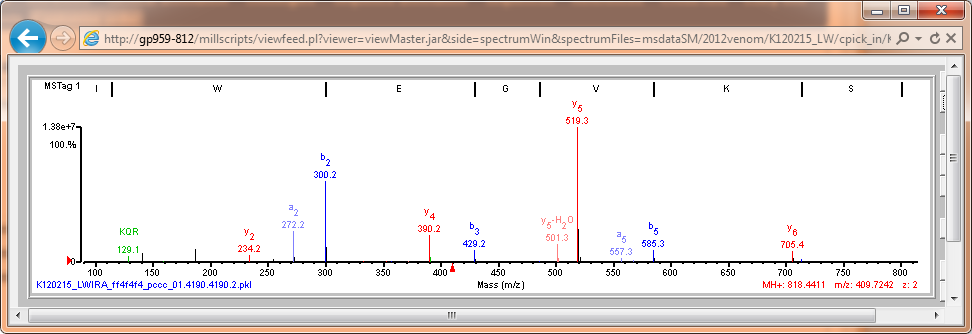 http://gp959-812/millscripts/viewfeed.pl?viewer=viewMaster.jar&side=spectrumWin&spectrumFiles=msdataSM/2012venom/K120215_LW/cpick_in/K
MSTag 1 I W E G V K S
1.38e+7
100.%
0
y5
519.3
b2
300.2
a2
272.2
KQR
129.1
y2
234.2
y4
390.2
b3
429.2
y5-H2O
501.3
a5
557.3
b5
585.3
y6
705.4
100 150 200 250 300 350 400 450 500 550 600 650 700 750 800
K120215_LWIRA_ff4f4f4_pccc_01.4190.4190.2.pkl Mass (m/z) MH+: 818.4411 m/z: 409.7242 z: 2